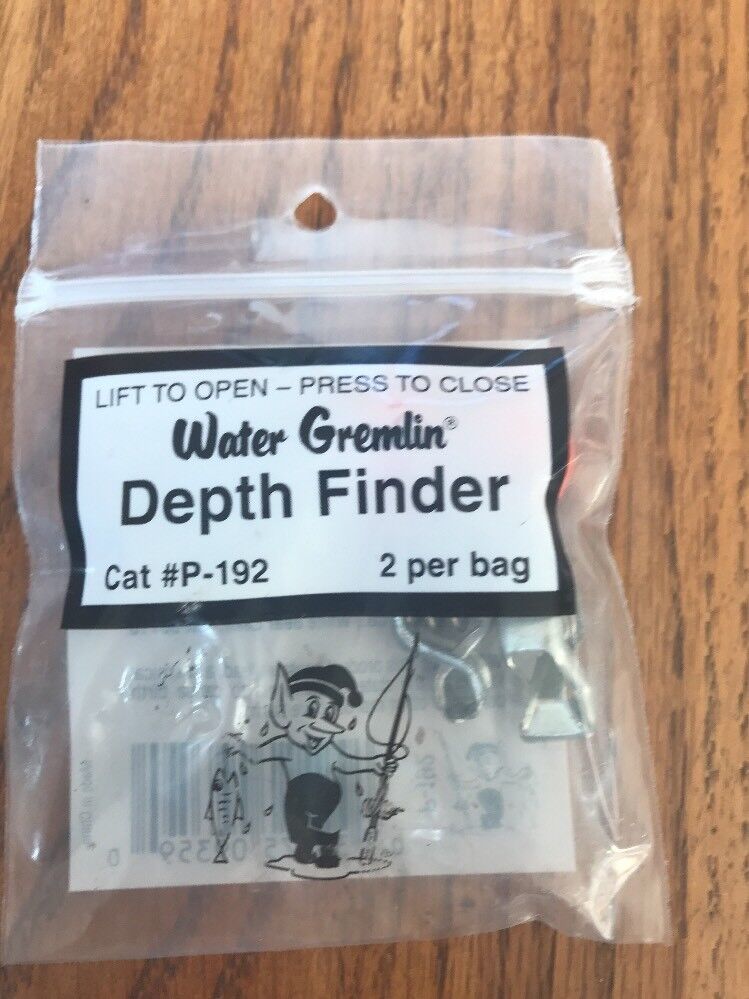 LIFT TO OPEN – PRESS TO CLOSE
Water Gremlin®
Depth Finder
Cat #P-192
2 per bag